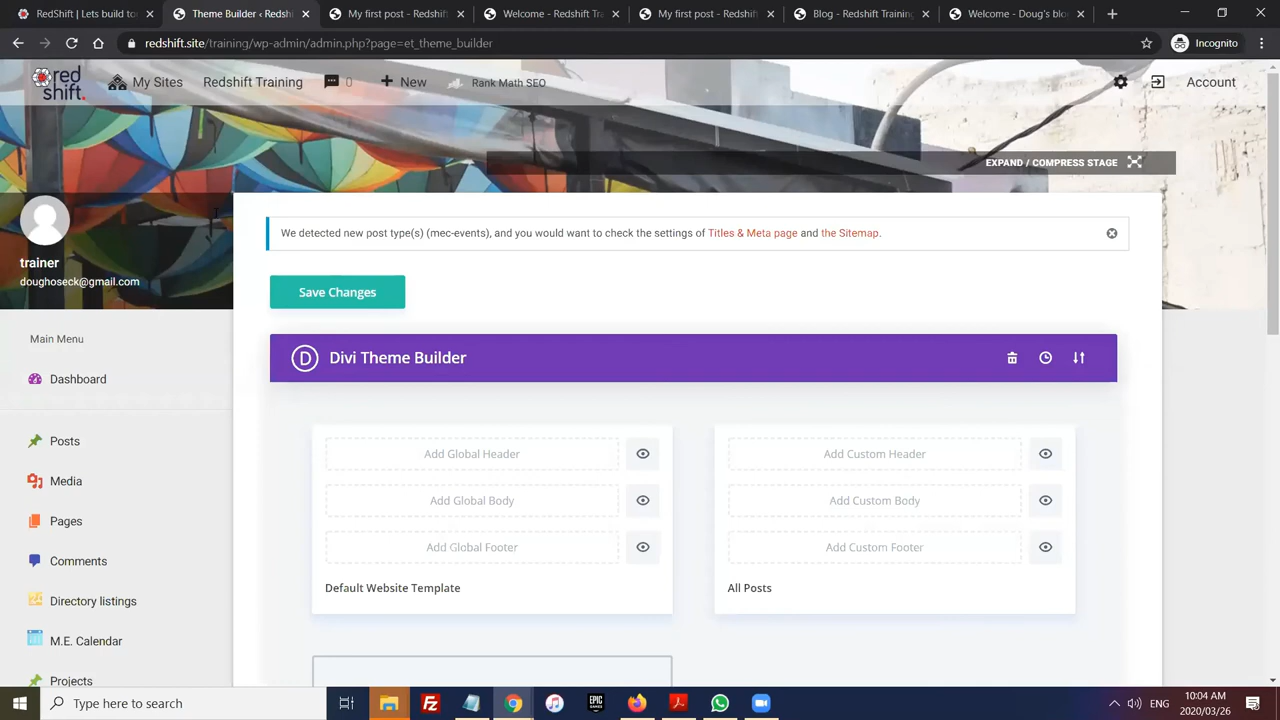 RedShift | Lets build to
Theme Builder ‹ Redshift
My first post - Redshift
Welcome - Redshift Tra
My first post - Redshift
Blog - Redshift Training
Welcome - Doug's blo
redshift.site/training/wp-admin/admin.php?page=et_theme_builder
Incognito
red shift.
My Sites
Redshift Training
0
New
Rank Math SEO
Account
EXPAND / COMPRESS STAGE
trainer
doughoseck@gmail.com
We detected new post type(s) (mec-events), and you would want to check the settings of Titles & Meta page and the Sitemap.
Save Changes
Main Menu
D Divi Theme Builder
Dashboard
Posts
Media
Pages
Comments
Directory listings
M.E. Calendar
Projects
Add Global Header
Add Global Body
Add Global Footer
Default Website Template
Add Custom Header
Add Custom Body
Add Custom Footer
All Posts
Type here to search
EPIC GAMES
ENG
10:04 AM
2020/03/26